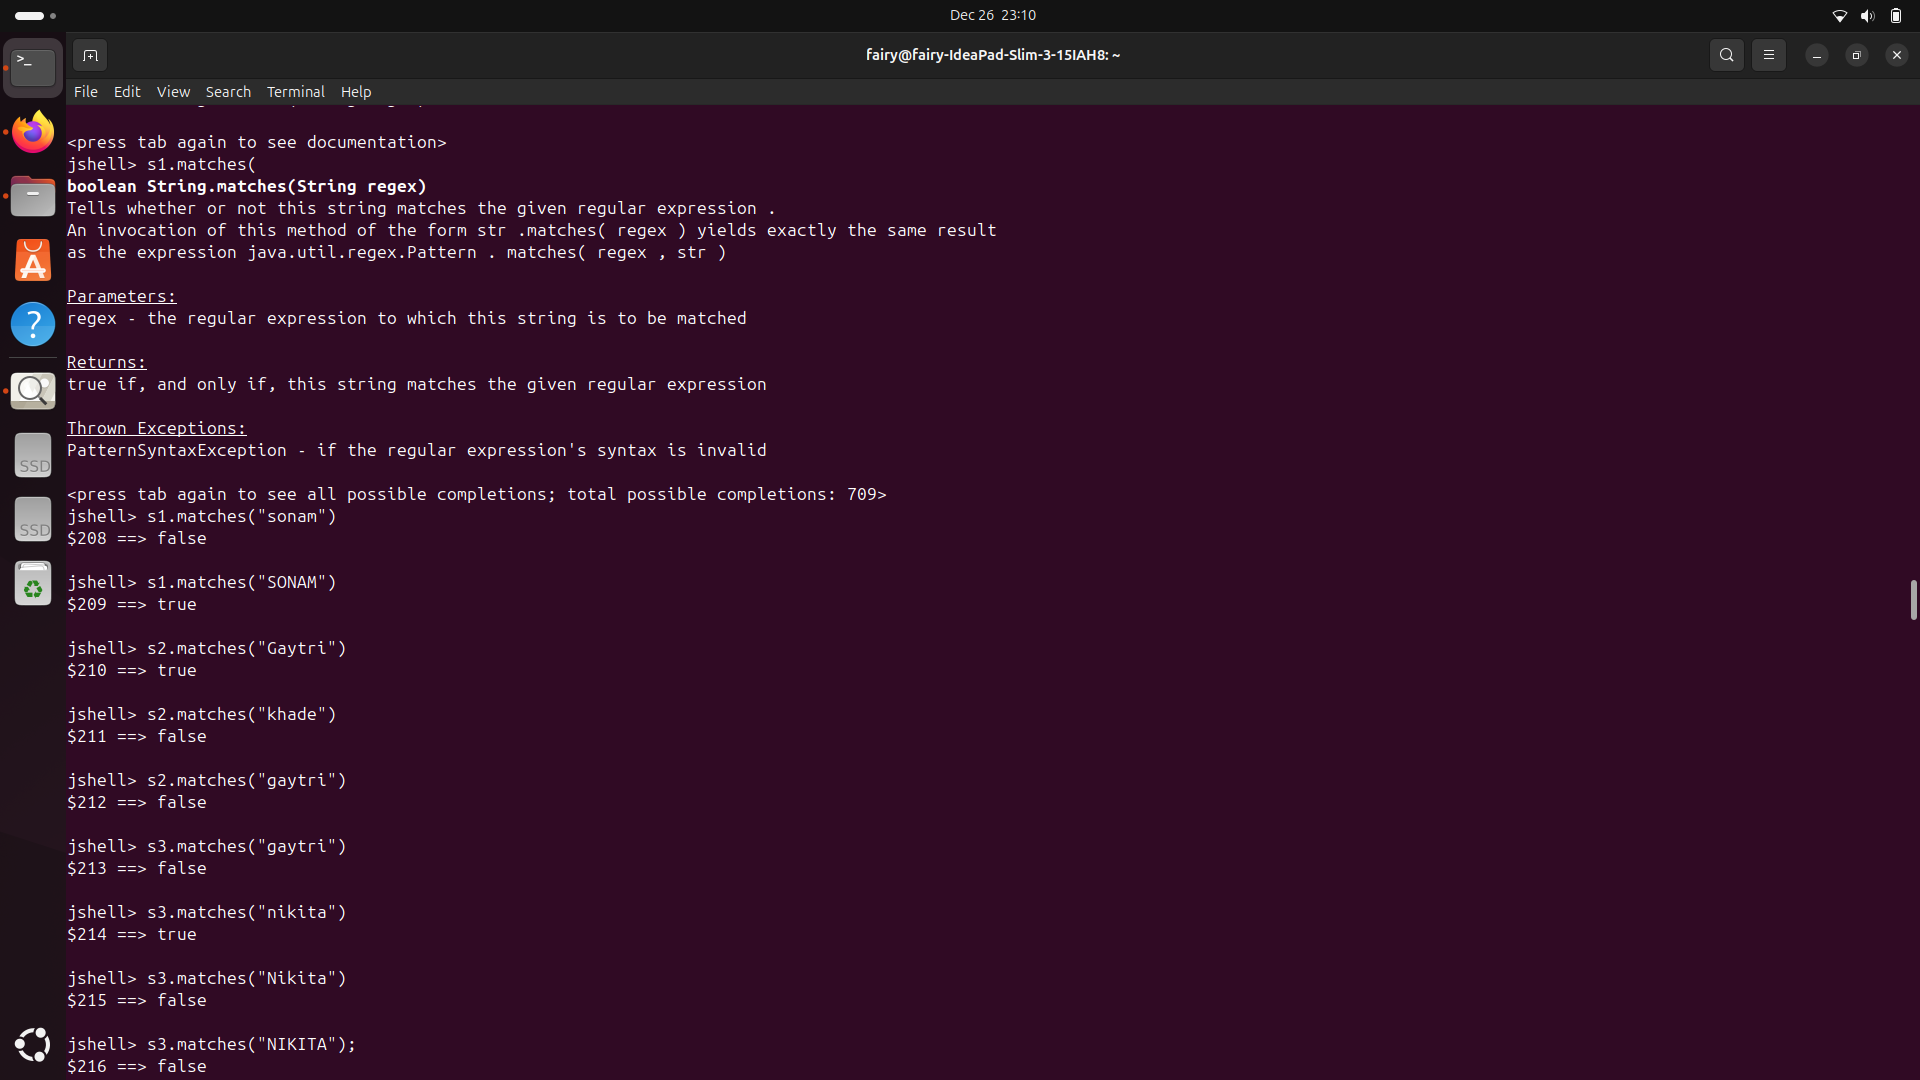 Dec 26 23:10
fairy@fairy-IdeaPad-Slim-3-15IAH8: ~
File Edit View Search Terminal Help
<press tab again to see documentation>
jshell> s1.matches(
boolean String.matches(String regex)
Tells whether or not this string matches the given regular expression .
An invocation of this method of the form str .matches( regex ) yields exactly the same result
as the expression java.util.regex.Pattern . matches( regex , str )
Parameters:
regex - the regular expression to which this string is to be matched
Returns:
true if, and only if, this string matches the given regular expression
Thrown Exceptions:
PatternSyntaxException - if the regular expression's syntax is invalid
<press tab again to see all possible completions; total possible completions: 709>
jshell> s1.matches("sonam")
$208 ==> false
jshell> s1.matches("SONAM")
$209 ==> true
jshell> s2.matches("Gaytri")
$210 ==> true
jshell> s2.matches("khade")
$211 ==> false
jshell> s2.matches("gaytri")
$212 ==> false
jshell> s3.matches("gaytri")
$213 ==> false
jshell> s3.matches("nikita")
$214 ==> true
jshell> s3.matches("Nikita")
$215 ==> false
jshell> s3.matches("NIKITA");
$216 ==> false
>_
?
SSD
SSD